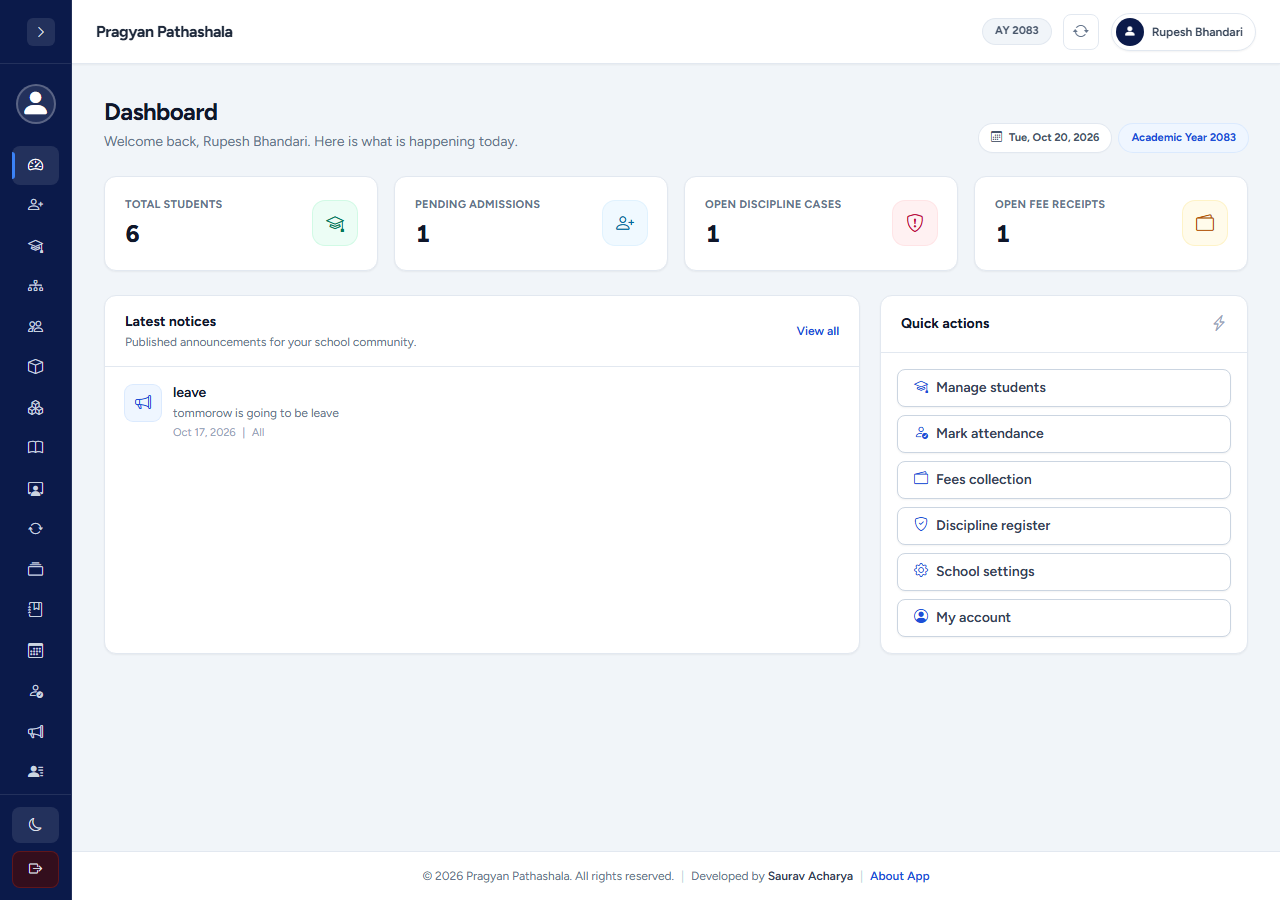 Pragyan Pathashala
AY 2083
Rupesh Bhandari
Dashboard
Welcome back, Rupesh Bhandari. Here is what is happening today.
Tue, Oct 20, 2026
Academic Year 2083
TOTAL STUDENTS
6
PENDING ADMISSIONS
1
OPEN DISCIPLINE CASES
1
OPEN FEE RECEIPTS
1
Latest notices
Published announcements for your school community.
View all
leave
tommorow is going to be leave
Oct 17, 2026 | All
Quick actions
Manage students
Mark attendance
Fees collection
Discipline register
School settings
My account
© 2026 Pragyan Pathashala. All rights reserved. | Developed by Saurav Acharya | About App